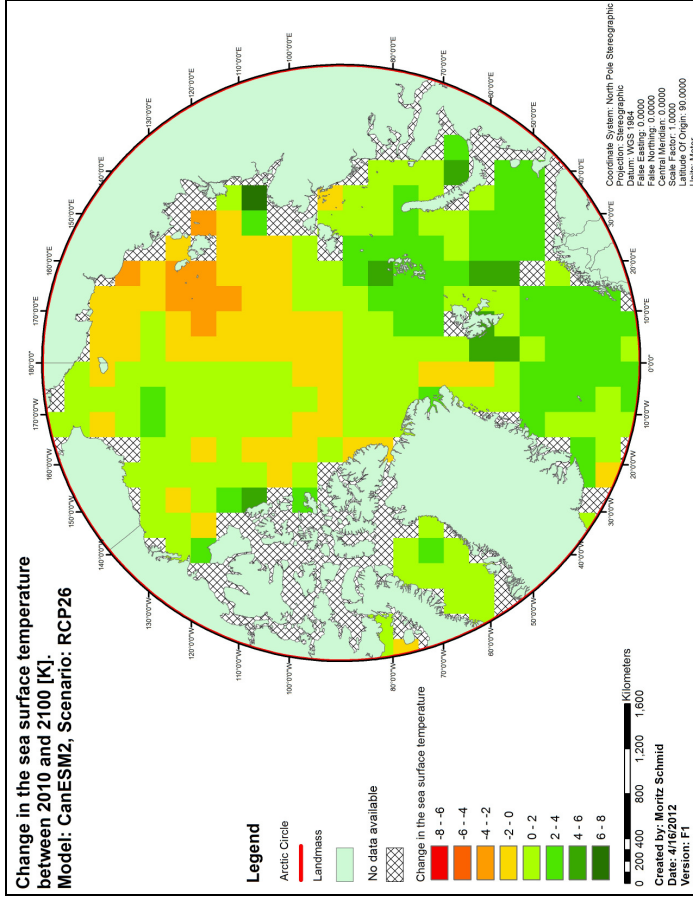 Change in the sea surface temperature
between 2010 and 2100 [K].
Model: CanESM2, Scenario: RCP26
180°0'0"
170°0'0"E
160°0'0"E
150°0'0"E
140°0'0"E
130°0'0"E
120°0'0"E
110°0'0"E
100°0'0"E
80°0'0"E
70°0'0"E
60°0'0"E
50°0'0"E
40°0'0"E
30°0'0"E
20°0'0"E
10°0'0"E
0°0'0"
10°0'0"W
20°0'0"W
30°0'0"W
40°0'0"W
50°0'0"W
60°0'0"W
70°0'0"W
80°0'0"W
100°0'0"W
110°0'0"W
120°0'0"W
130°0'0"W
140°0'0"W
150°0'0"W
160°0'0"W
170°0'0"W
Legend
Arctic Circle
Landmass
No data available
Change in the sea surface temperature
-8 - -6
-6 - -4
-4 - -2
-2 - 0
0 - 2
2 - 4
4 - 6
6 - 8
0 200 400 800 1,200 1,600
Kilometers
Created by: Moritz Schmid
Date: 4/16/2012
Version: F1
Coordinate System: North Pole Stereographic
Projection: Stereographic
Datum: WGS 1984
False Easting: 0.0000
False Northing: 0.0000
Central Meridian: 0.0000
Scale Factor: 1.0000
Latitude Of Origin: 90.0000
Units: Meter